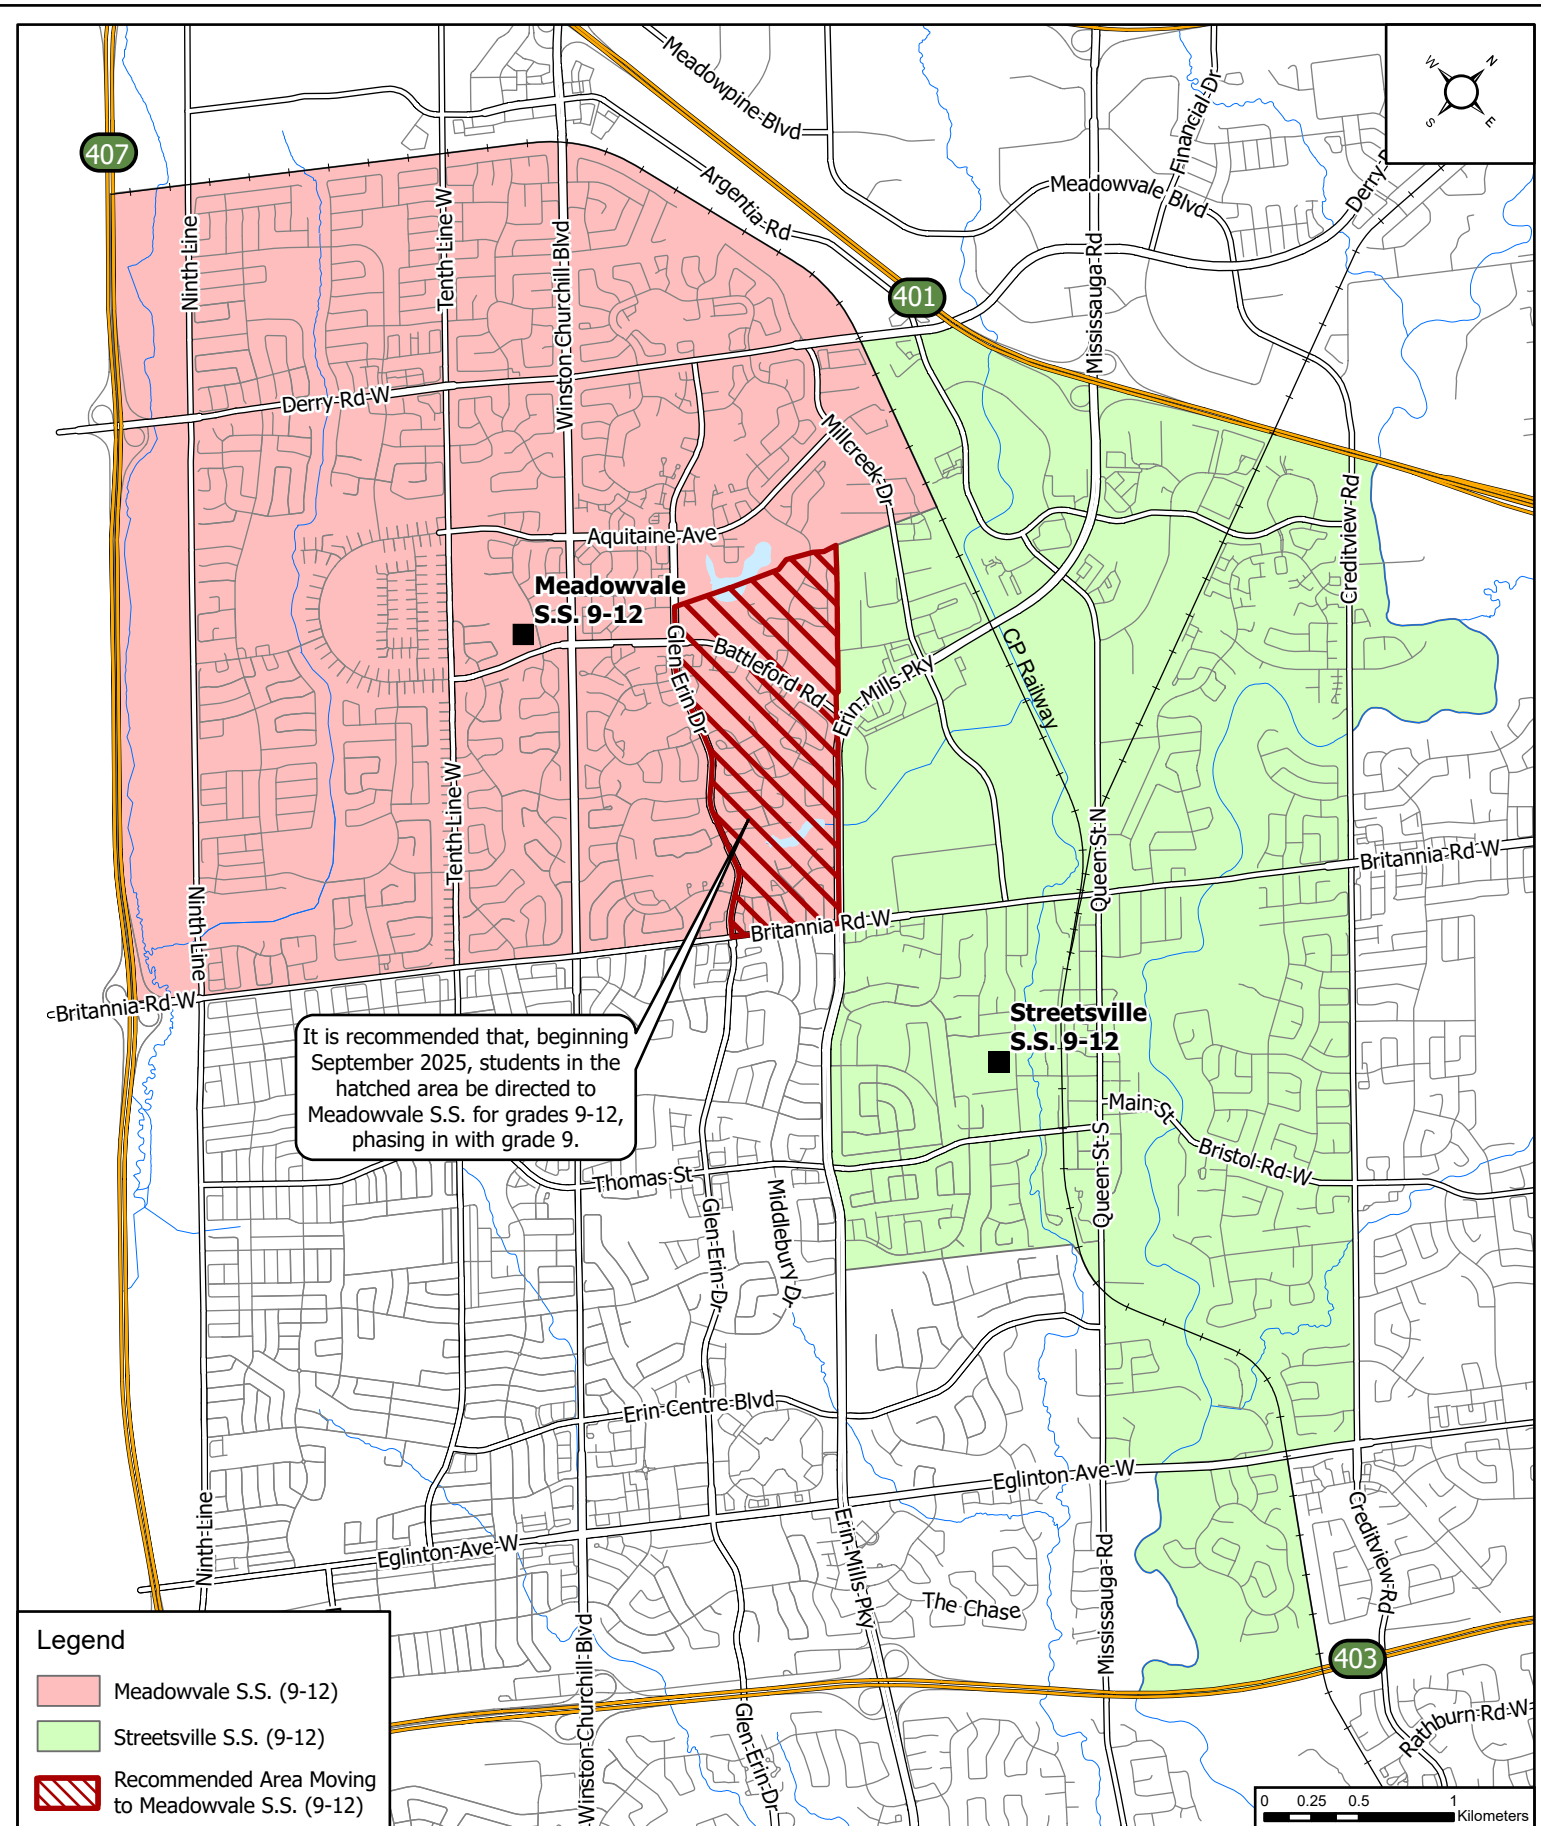 W
N
S
E
Meadowpine-Blvd
Financial-Dr
407
Argentia-Rd
Meadowvale-Blvd
Derry-
Ninth-Line
Tenth-Line-W
Winston-Churchill-Blvd
Mississauga-Rd
401
Derry-Rd-W
Millcreek-Dr
Creditview-Rd
Aquitaine-Ave
Meadowvale
S.S. 9-12
Glen-Erin-Dr
Battleford-Rd
Erin-Mills-Pky
CP Railway
Tenth-Line-W
Queen-St-N
Britannia-Rd-W
Ninth-Line
Britannia Rd-W
Britannia-Rd-W
It is recommended that, beginning
September 2025, students in the
hatched area be directed to
Meadowvale S.S. for grades 9-12,
phasing in with grade 9.
Streetsville
S.S. 9-12
Main-St
Bristol-Rd-W
Queen-St-S
Thomas-St
Middlebury-Dr
Glen-Erin-Dr
Erin-Centre-Blvd
Eglinton-Ave-W
Ninth-Line
Eglinton-Ave-W
Erin-Mills-Pky
The-Chase
Mississauga-Rd
Creditview-Rd
403
Winston-Churchill-Blvd
Glen-Erin-Dr
Rathburn-Rd-W
Legend
Meadowvale S.S. (9-12)
Streetsville S.S. (9-12)
Recommended Area Moving
to Meadowvale S.S. (9-12)
0 0.25 0.5 1
Kilometers